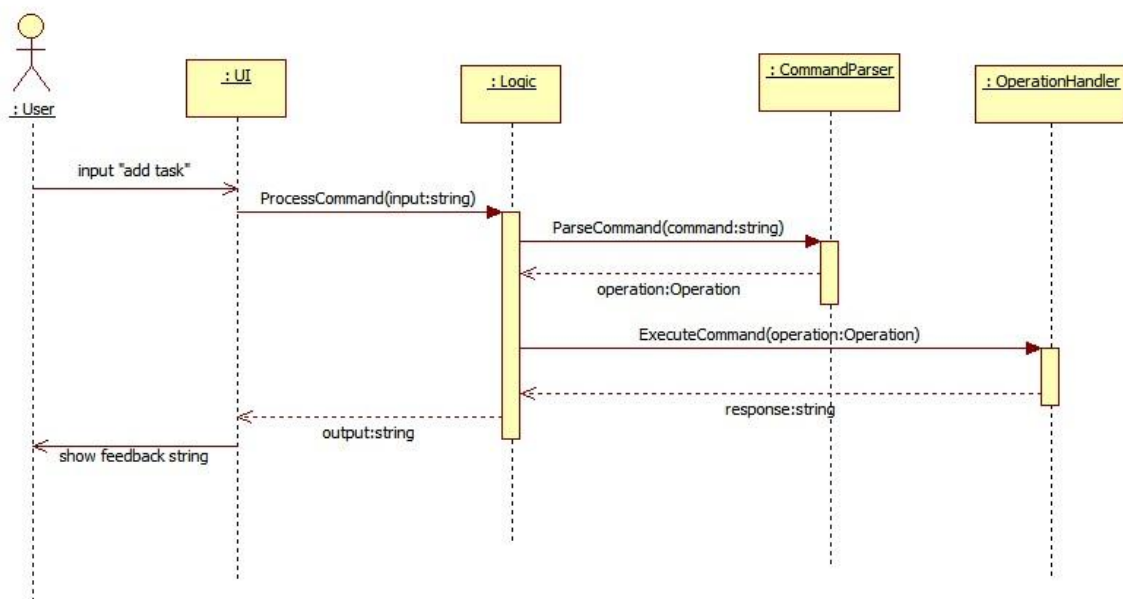 : User
: UI
: Logic
: CommandParser
: OperationHandler
input "add task"
ProcessCommand(input:string)
ParseCommand(command:string)
operation:Operation
ExecuteCommand(operation:Operation)
response:string
output:string
show feedback string